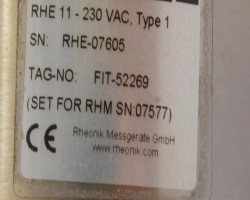 RHE 11 - 230 VAC, Type 1
SN: RHE-07605
TAG-NO: FIT-52269
(SET FOR RHM SN:07577)
CE Rheonik Messgeräte GmbH
www.rheonik.com